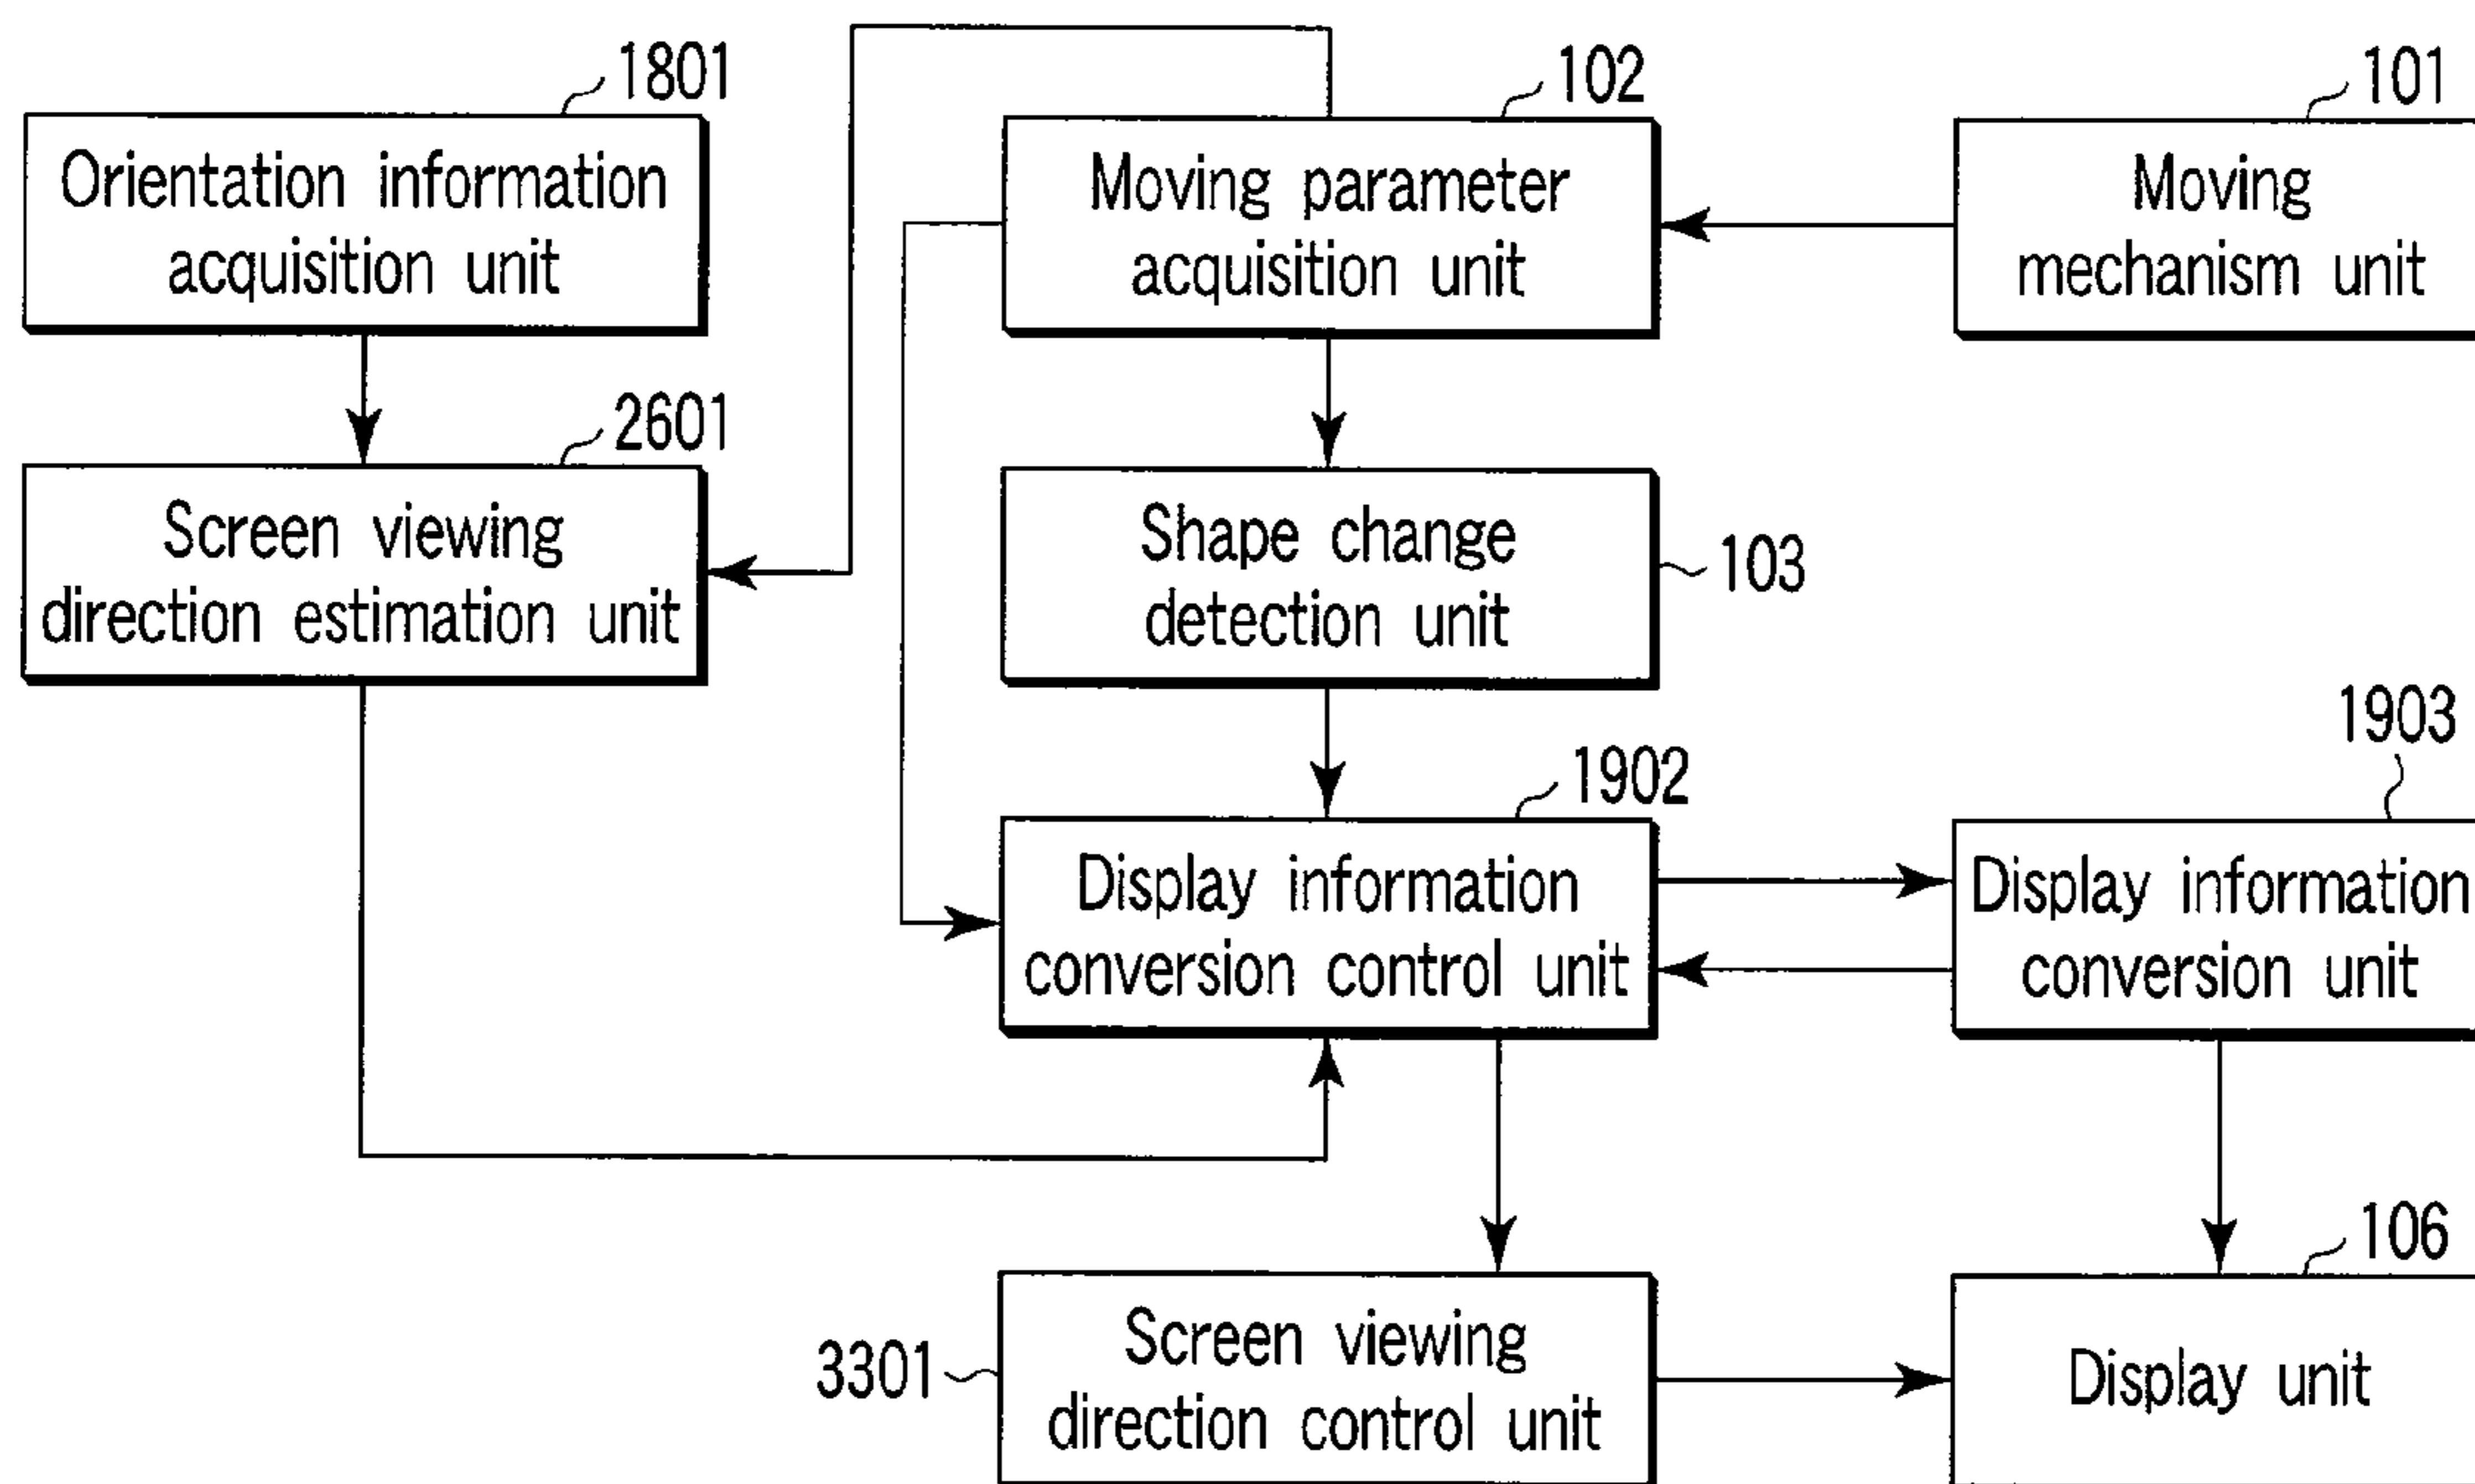 1801
102
101
Orientation information
acquisition unit
Moving parameter
acquisition unit
Moving
mechanism unit
2601
Screen viewing
direction estimation unit
Shape change
detection unit
103
1903
1902
Display information
conversion control unit
Display information
conversion unit
106
3301
Screen viewing
direction control unit
Display unit